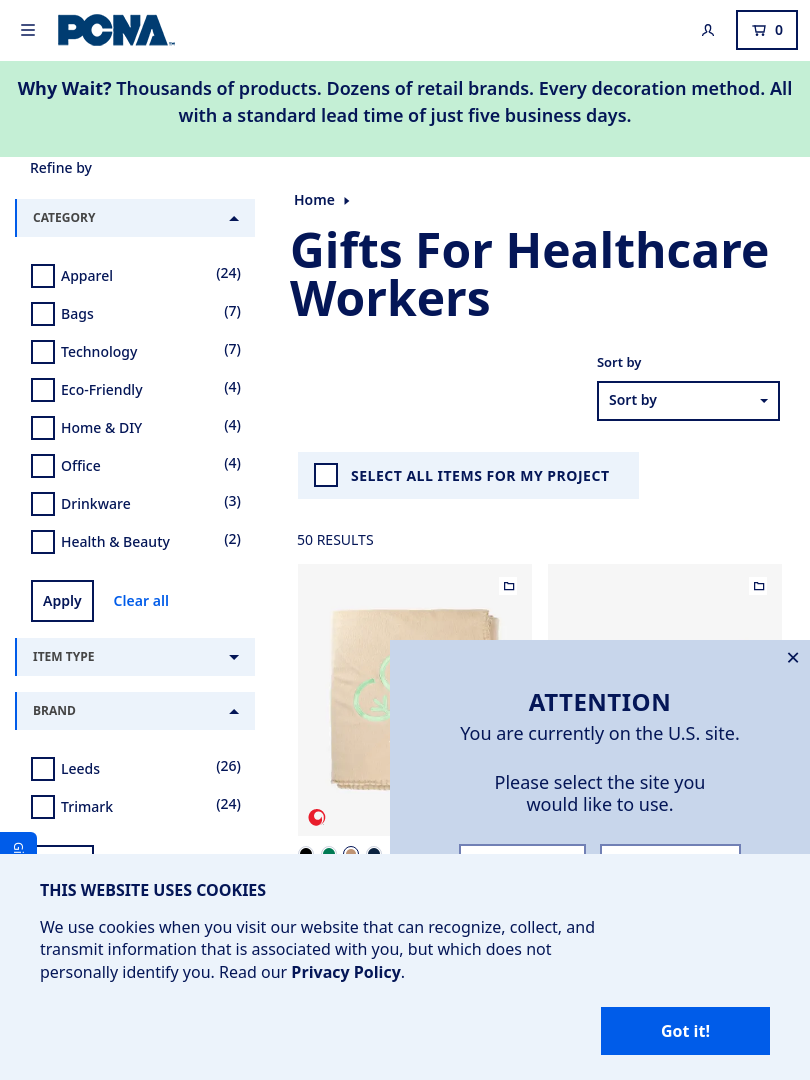 PCNA
0
Why Wait? Thousands of products. Dozens of retail brands. Every decoration method. All
with a standard lead time of just five business days.
Refine by
CATEGORY
Apparel (24)
Bags (7)
Technology (7)
Eco-Friendly (4)
Home & DIY (4)
Office (4)
Drinkware (3)
Health & Beauty (2)
Apply Clear all
ITEM TYPE
BRAND
Leeds (26)
Trimark (24)
Home
Gifts For Healthcare
Workers
Sort by
Sort by
SELECT ALL ITEMS FOR MY PROJECT
50 RESULTS
ATTENTION
You are currently on the U.S. site.
Please select the site you
would like to use.
THIS WEBSITE USES COOKIES
We use cookies when you visit our website that can recognize, collect, and
transmit information that is associated with you, but which does not
personally identify you. Read our Privacy Policy.
Got it!